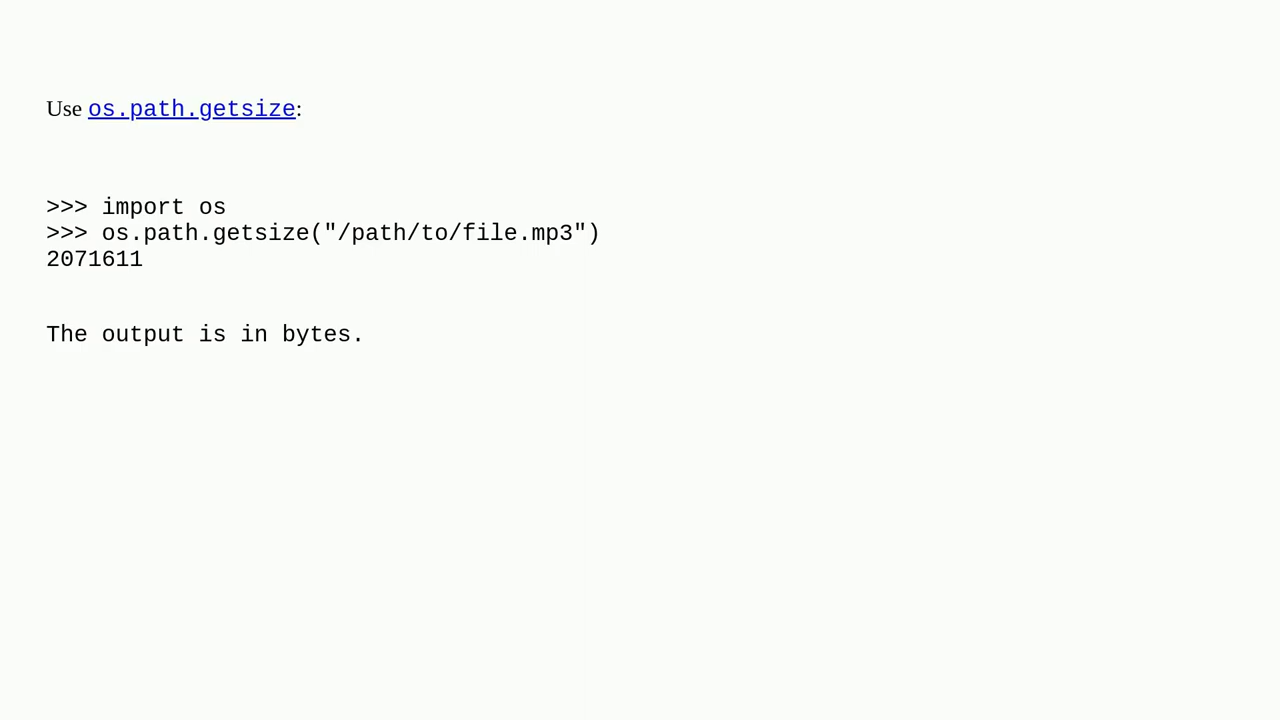 Use os.path.getsize:
>>> import os
>>> os.path.getsize("/path/to/file.mp3")
2071611
The output is in bytes.